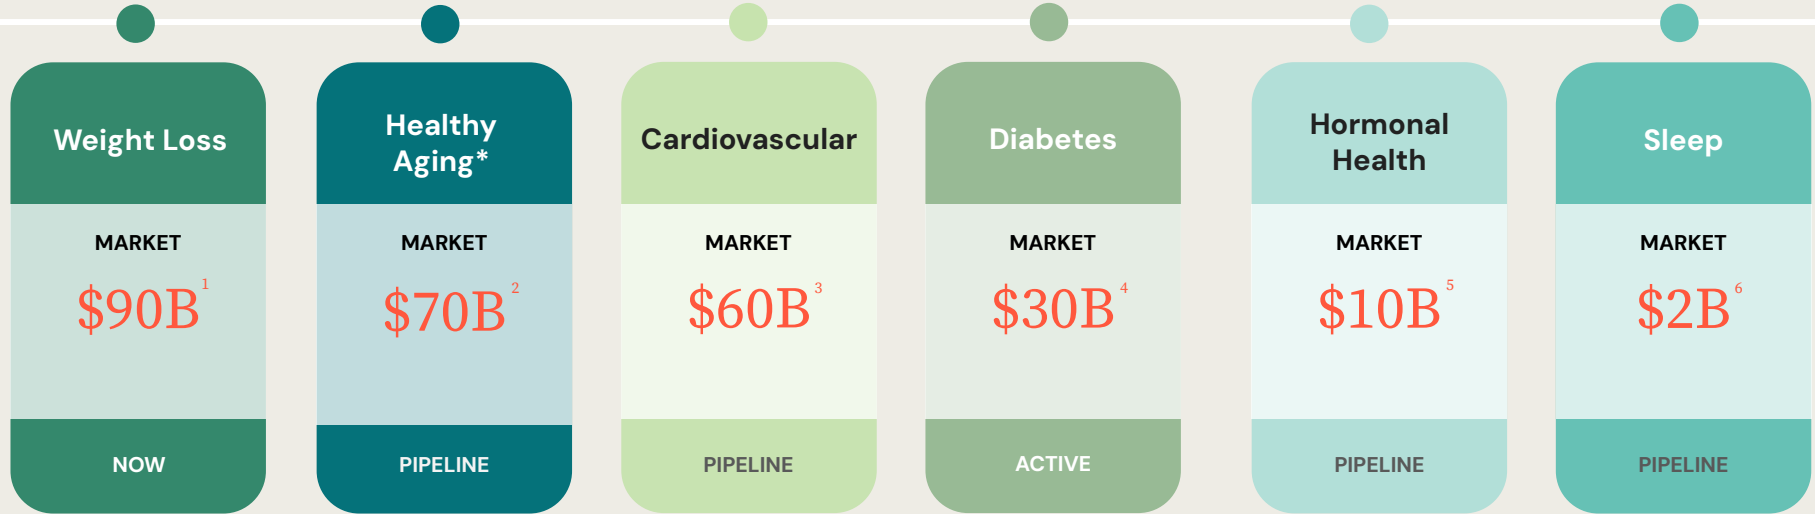 Weight Loss
MARKET
$90B¹
NOW
Healthy
Aging*
MARKET
$70B²
PIPELINE
Cardiovascular
MARKET
$60B³
PIPELINE
Diabetes
MARKET
$30B⁴
ACTIVE
Hormonal
Health
MARKET
$10B⁵
PIPELINE
Sleep
MARKET
$2B⁶
PIPELINE